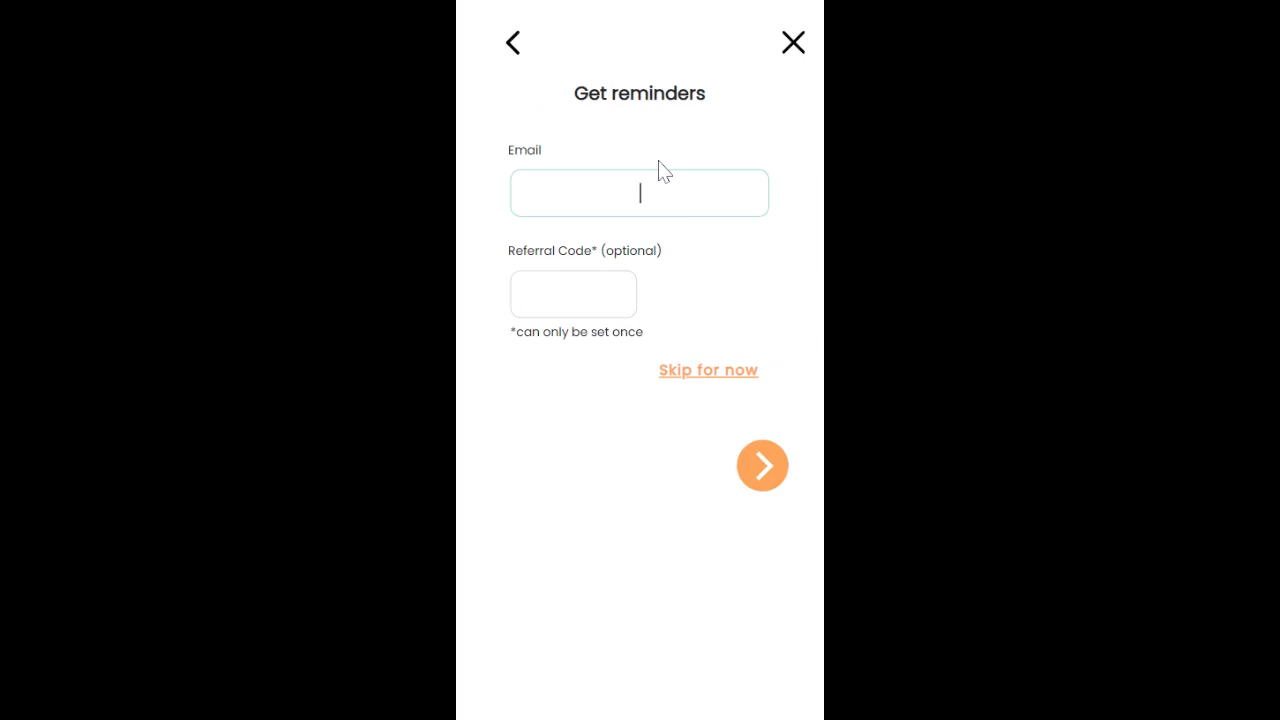 Get reminders
Email
Referral Code* (optional)
*can only be set once
Skip for now